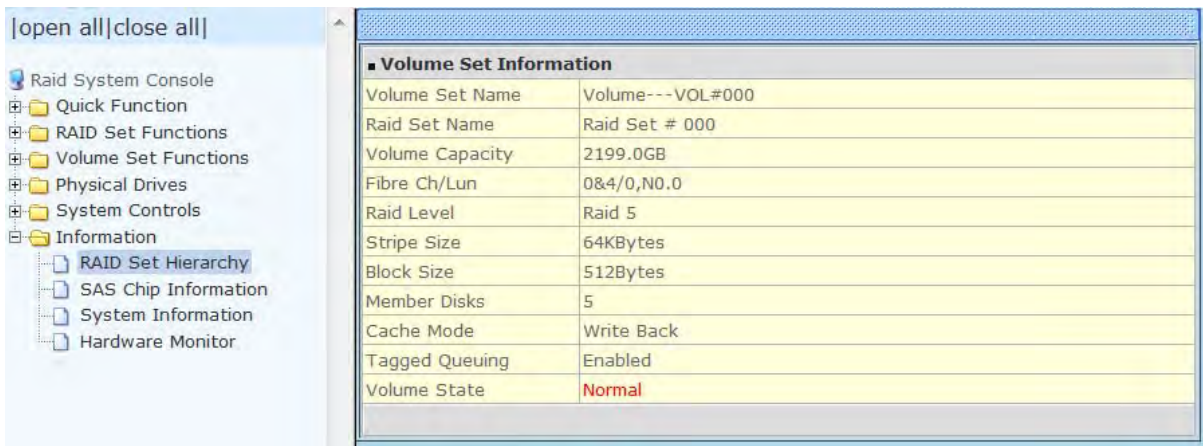 |open all|close all|
Raid System Console
Quick Function
RAID Set Functions
Volume Set Functions
Physical Drives
System Controls
Information
RAID Set Hierarchy
SAS Chip Information
System Information
Hardware Monitor
Volume Set Information
Volume Set Name Volume---VOL#000
Raid Set Name Raid Set # 000
Volume Capacity 2199.0GB
Fibre Ch/Lun 0&4/0,N0.0
Raid Level Raid 5
Stripe Size 64KBytes
Block Size 512Bytes
Member Disks 5
Cache Mode Write Back
Tagged Queuing Enabled
Volume State Normal